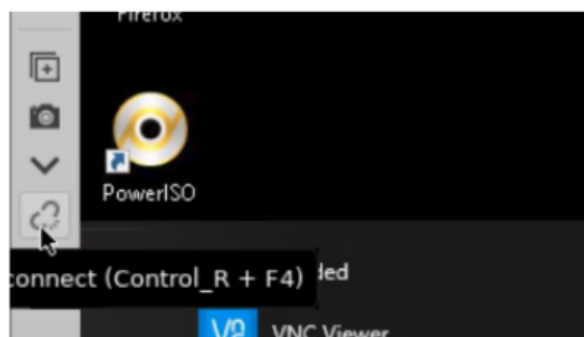 Firefox
PowerISO
connect (Control_R + F4)
ded
VNC Viewer